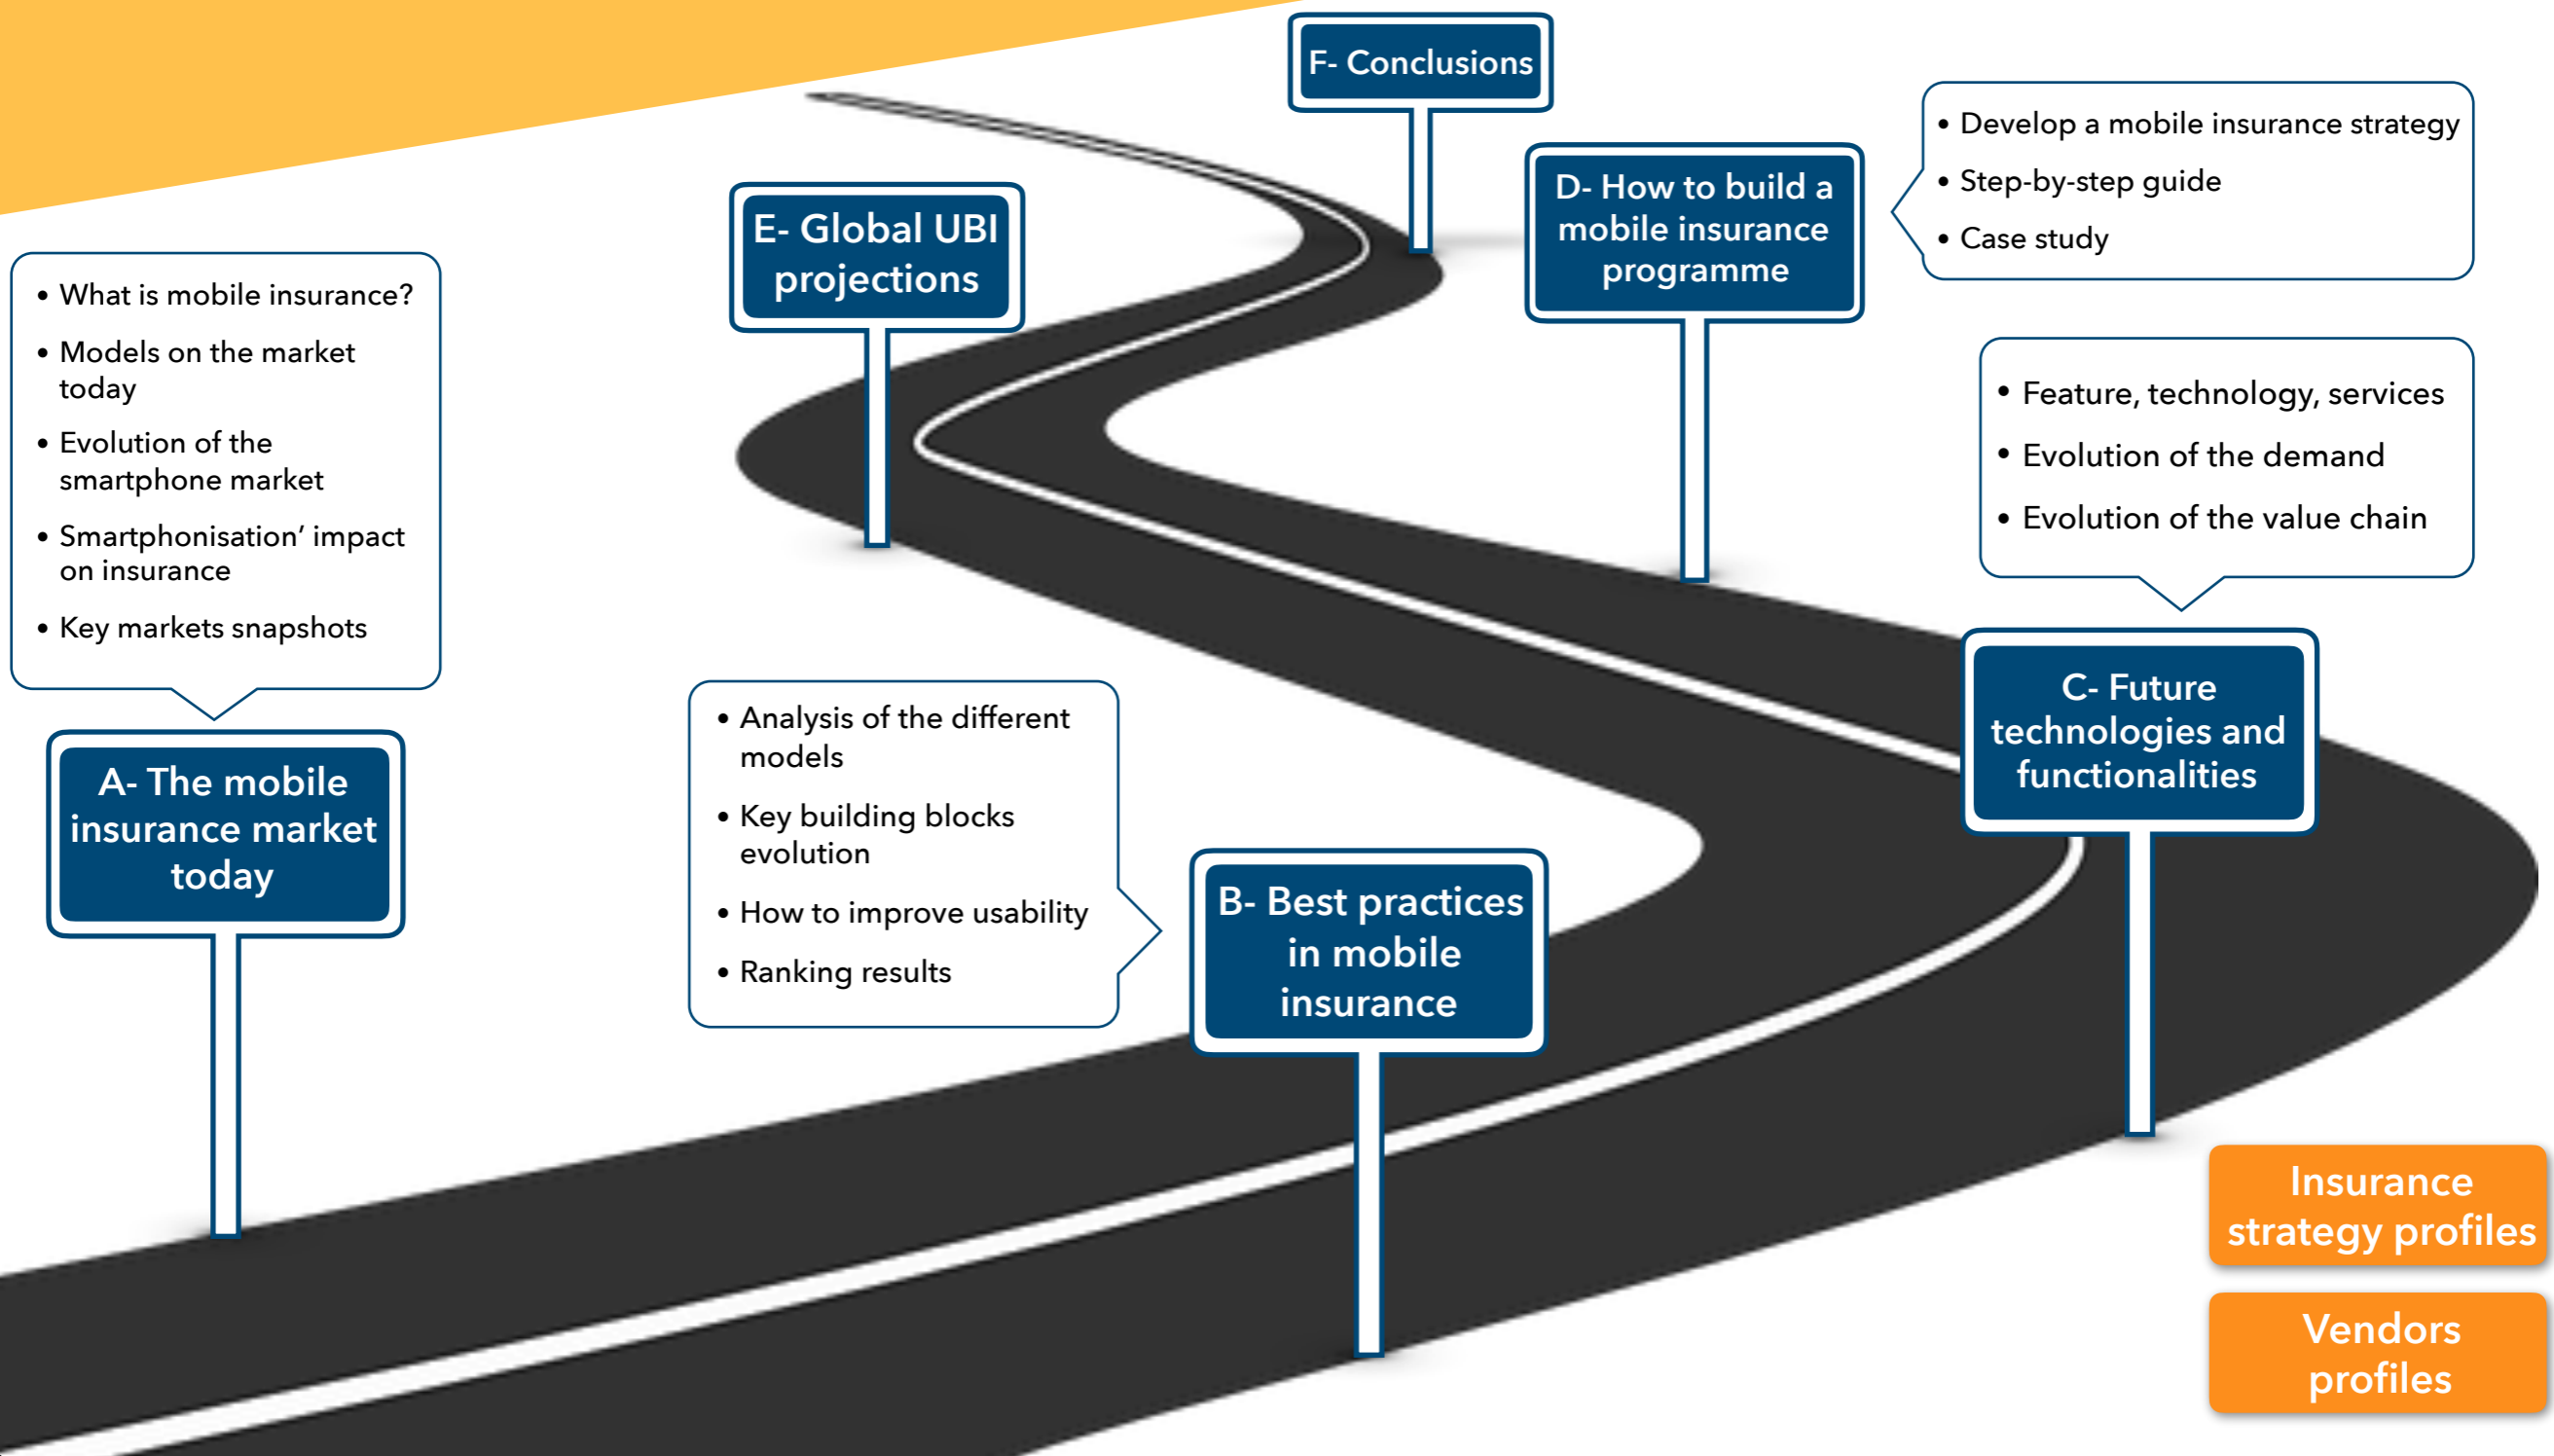 F- Conclusions
• Develop a mobile insurance strategy
• Step-by-step guide
• Case study
D- How to build a
mobile insurance
programme
E- Global UBI
projections
• What is mobile insurance?
• Models on the market
today
• Evolution of the
smartphone market
• Smartphonisation’ impact
on insurance
• Key markets snapshots
• Feature, technology, services
• Evolution of the demand
• Evolution of the value chain
C- Future
technologies and
functionalities
• Analysis of the different
models
• Key building blocks
evolution
• How to improve usability
• Ranking results
A- The mobile
insurance market
today
B- Best practices
in mobile
insurance
Insurance
strategy profiles
Vendors
profiles